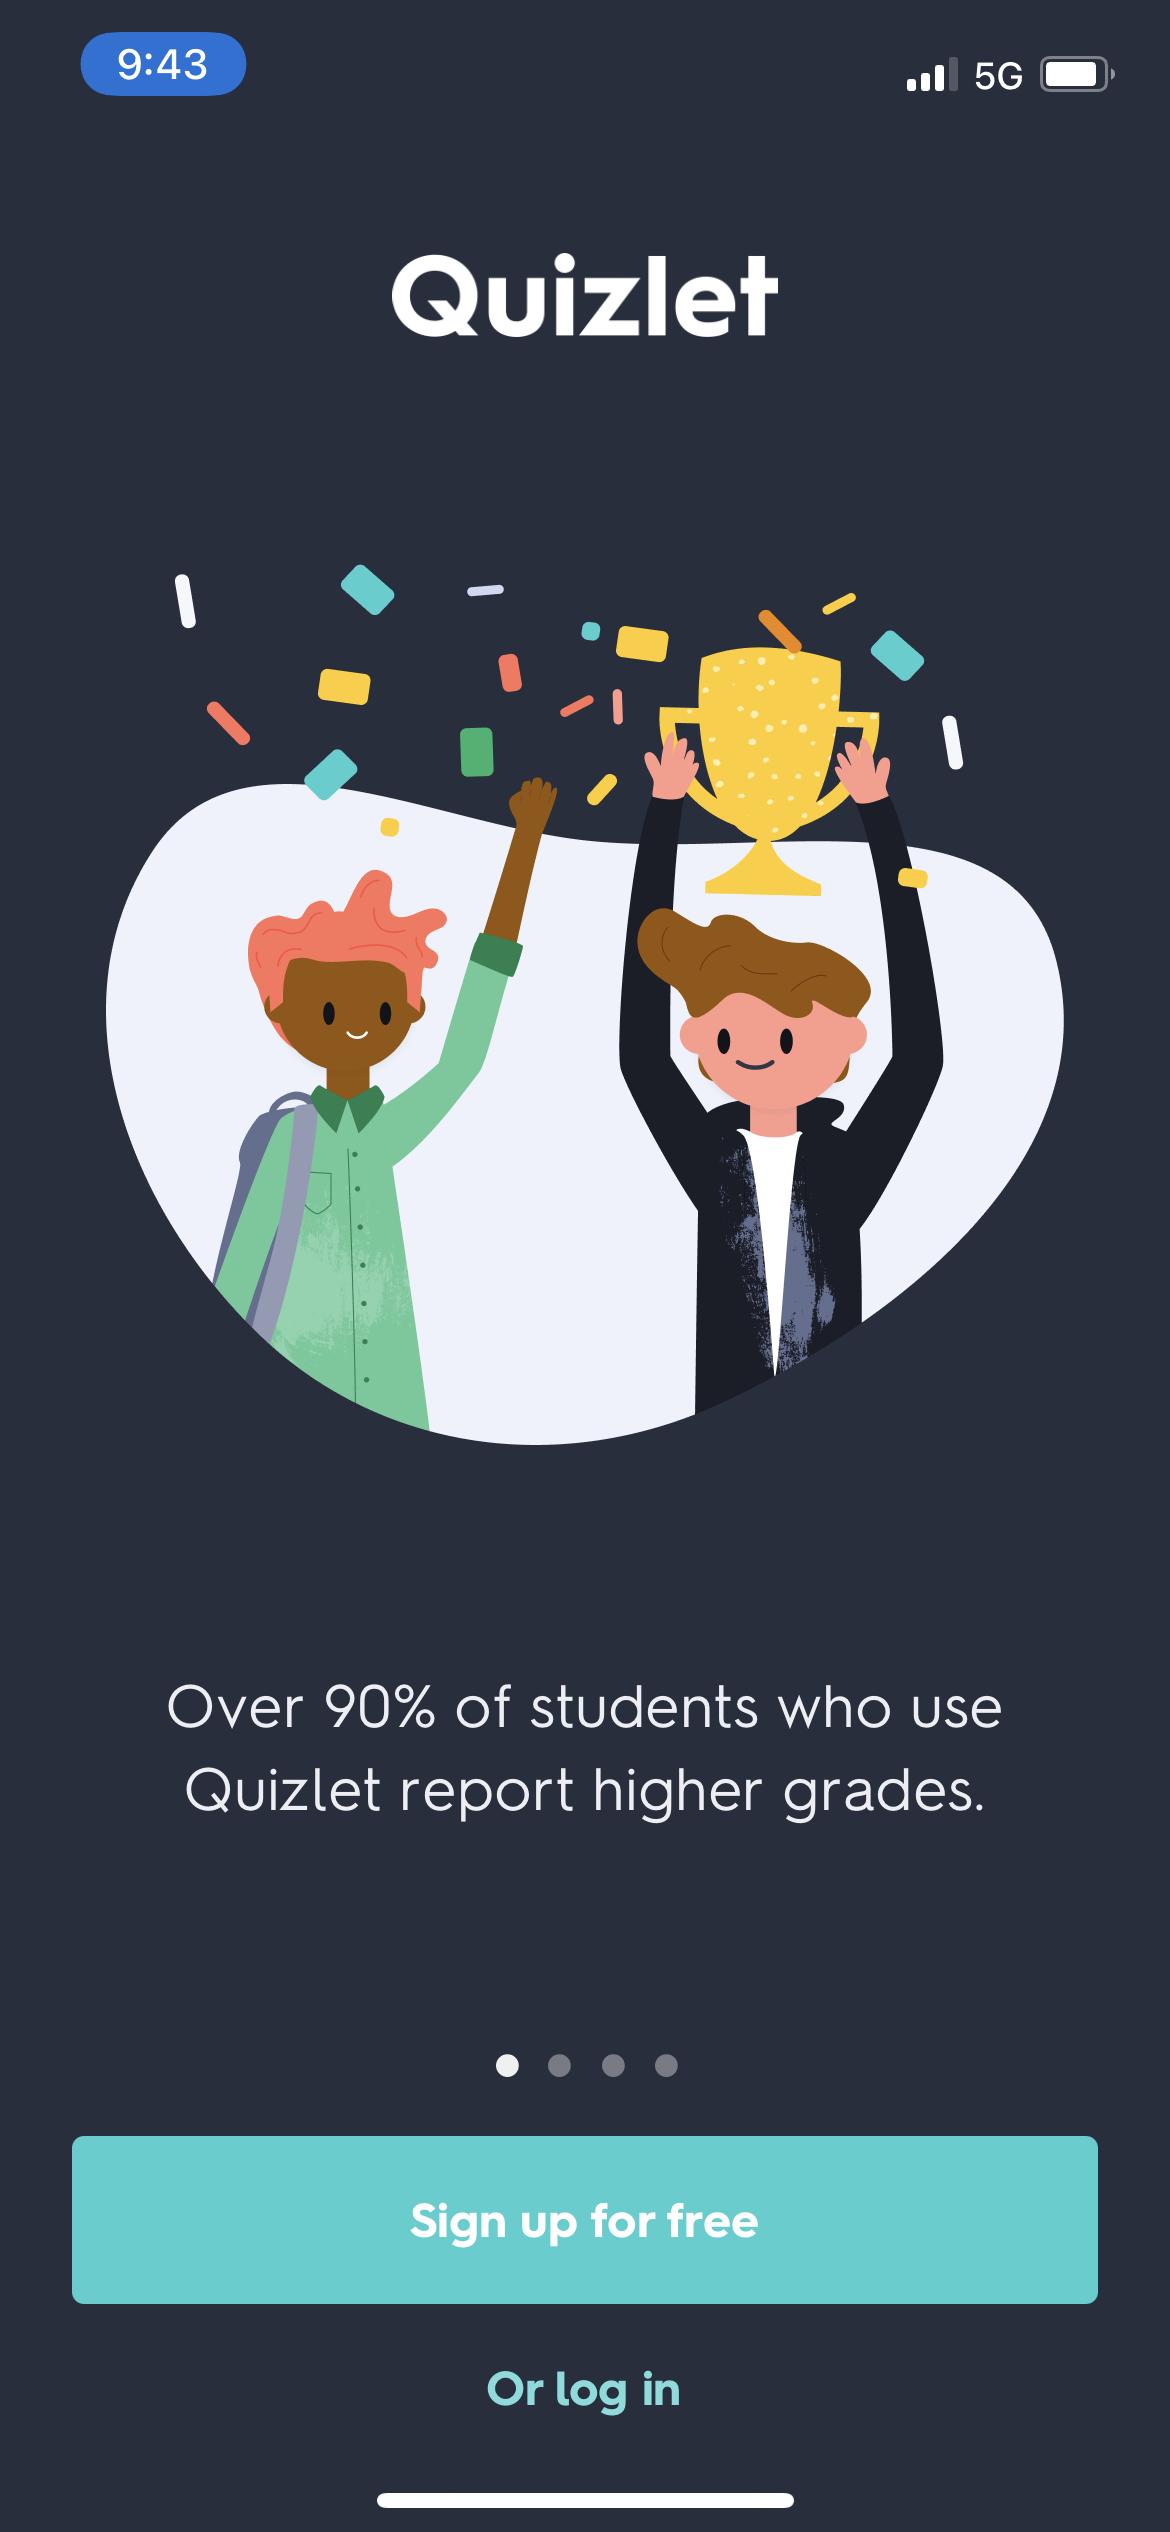 9:43
5G
Quizlet
Over 90% of students who use
Quizlet report higher grades.
Sign up for free
Or log in